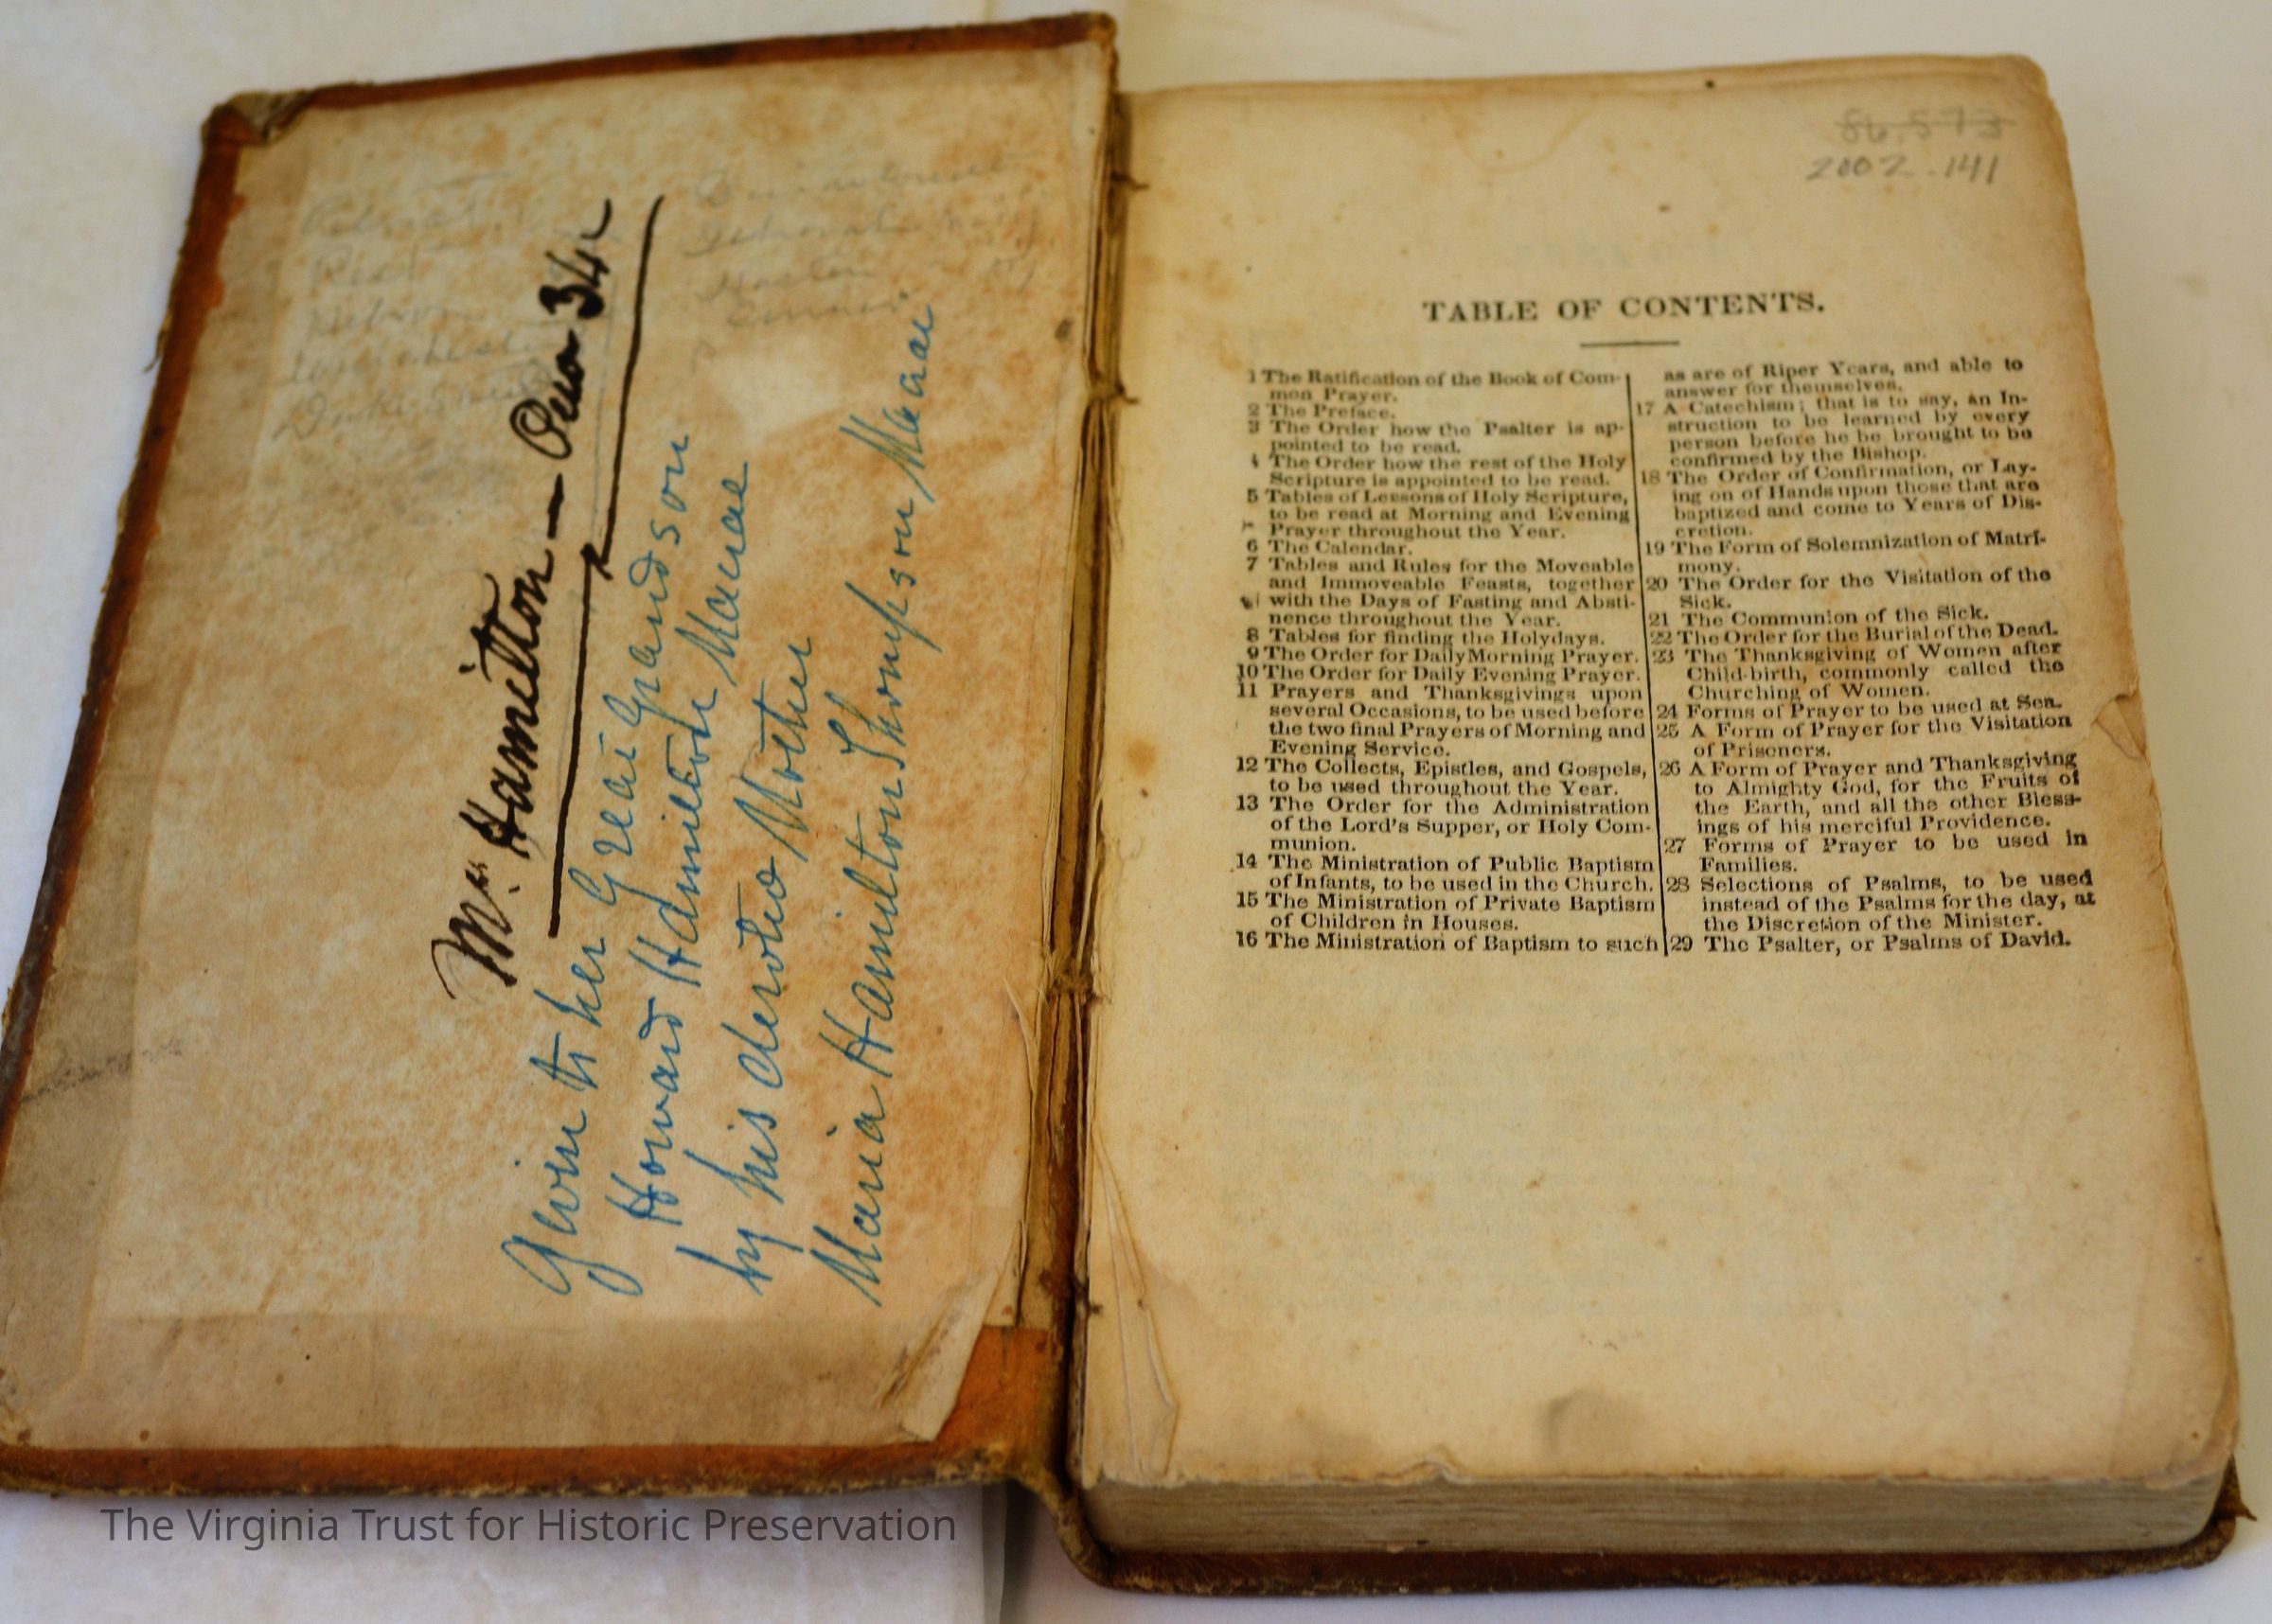 Mrs. Hamilton — Pew 34
Given to her Great Grandson
Howard Hamilton Macrae
by his devoted Mother
Maria Hamilton Thompson Macrae
86.573
2002.141
TABLE OF CONTENTS.
1 The Ratification of the Book of Com-
mon Prayer.
2 The Preface.
3 The Order how the Psalter is ap-
pointed to be read.
4 The Order how the rest of the Holy
Scripture is appointed to be read.
5 Tables of Lessons of Holy Scripture,
to be read at Morning and Evening
Prayer throughout the Year.
6 The Calendar.
7 Tables and Rules for the Moveable
and Immoveable Feasts, together
with the Days of Fasting and Absti-
nence throughout the Year.
8 Tables for finding the Holydays.
9 The Order for Daily Morning Prayer.
10 The Order for Daily Evening Prayer.
11 Prayers and Thanksgivings upon
several Occasions, to be used before
the two final Prayers of Morning and
Evening Service.
12 The Collects, Epistles, and Gospels,
to be used throughout the Year.
13 The Order for the Administration
of the Lord's Supper, or Holy Com-
munion.
14 The Ministration of Public Baptism
of Infants, to be used in the Church.
15 The Ministration of Private Baptism
of Children in Houses.
16 The Ministration of Baptism to such
as are of Riper Years, and able to
answer for themselves.
17 A Catechism; that is to say, an In-
struction to be learned by every
person before he be brought to be
confirmed by the Bishop.
18 The Order of Confirmation, or Lay-
ing on of Hands upon those that are
baptized and come to Years of Dis-
cretion.
19 The Form of Solemnization of Matri-
mony.
20 The Order for the Visitation of the
Sick.
21 The Communion of the Sick.
22 The Order for the Burial of the Dead.
23 The Thanksgiving of Women after
Child-birth, commonly called the
Churching of Women.
24 Forms of Prayer to be used at Sea.
25 A Form of Prayer for the Visitation
of Prisoners.
26 A Form of Prayer and Thanksgiving
to Almighty God, for the Fruits of
the Earth, and all the other Bless-
ings of his merciful Providence.
27 Forms of Prayer to be used in
Families.
28 Selections of Psalms, to be used
instead of the Psalms for the day, at
the Discretion of the Minister.
29 The Psalter, or Psalms of David.
The Virginia Trust for Historic Preservation